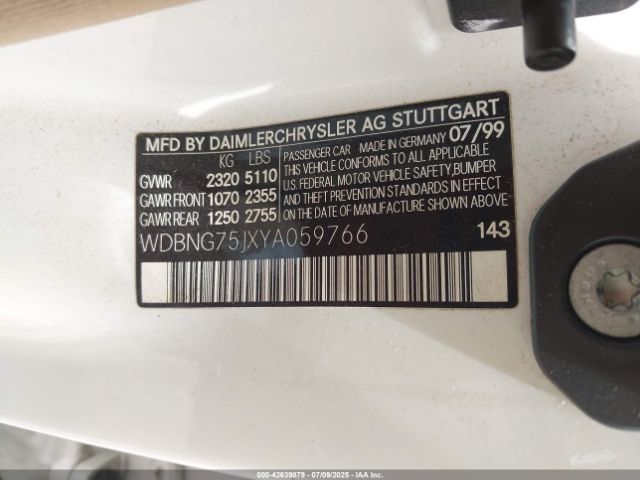 MFD BY DAIMLERCHRYSLER AG STUTTGART
KG LBS
GVWR 2320 5110
GAWR FRONT 1070 2355
GAWR REAR 1250 2755
PASSENGER CAR MADE IN GERMANY 07/99
THIS VEHICLE CONFORMS TO ALL APPLICABLE
U.S. FEDERAL MOTOR VEHICLE SAFETY, BUMPER
AND THEFT PREVENTION STANDARDS IN EFFECT
ON THE DATE OF MANUFACTURE SHOWN ABOVE
WDBNG75JXYA059766 143
000-42639879 - 07/09/2025 - IAA